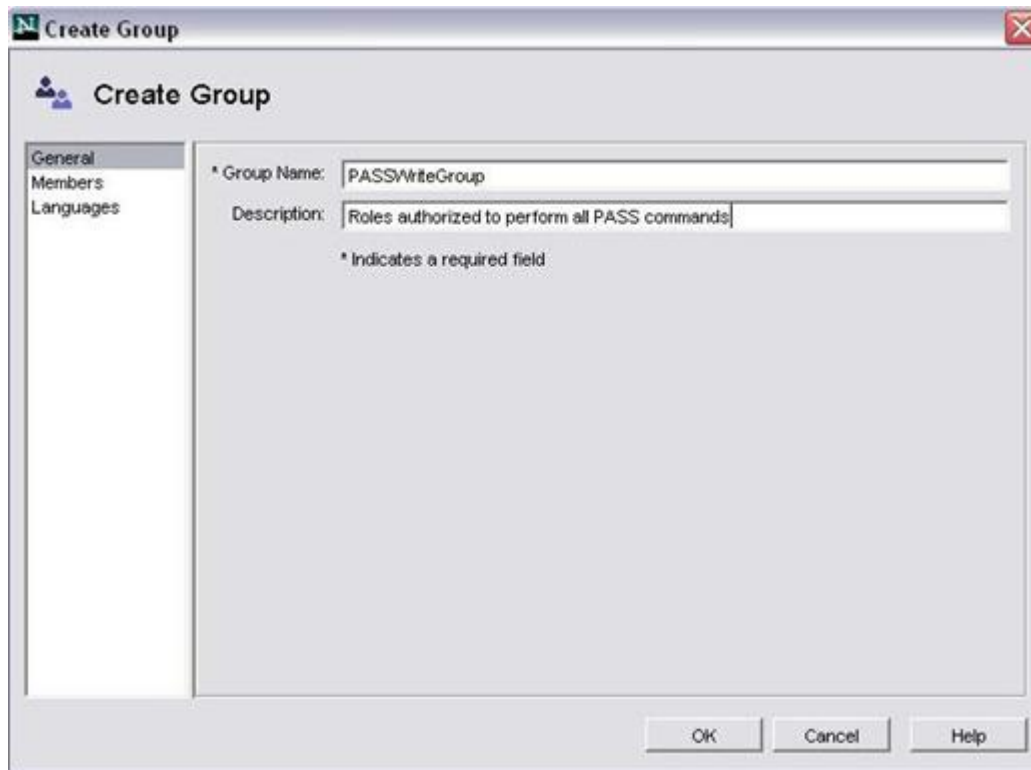 Create Group
Create Group
General
Members
Languages
* Group Name: PASSWriteGroup
Description: Roles authorized to perform all PASS commands
* Indicates a required field
OK Cancel Help